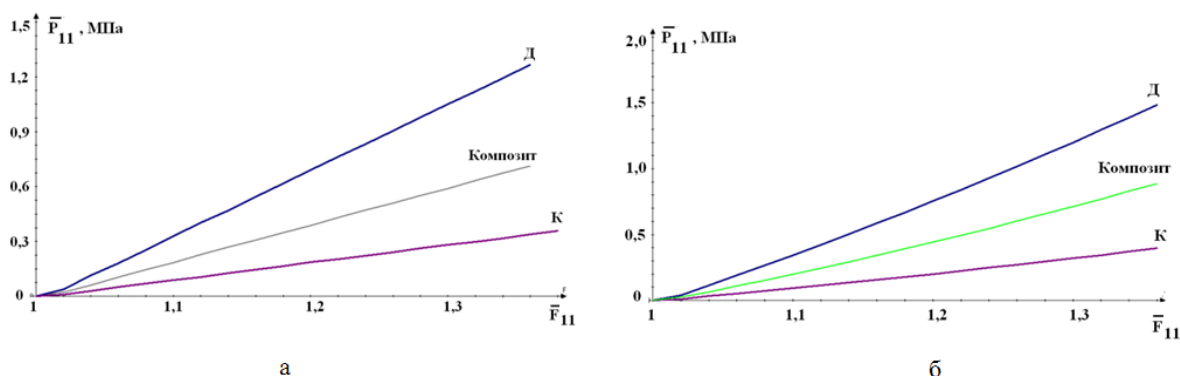 P̅11 , МПа
1,5
1,2
0,9
0,6
0,3
0
Д
Композит
К
1
1,1
1,2
1,3
F̅11
а
P̅11 , МПа
2,0
1,5
1,0
0,5
0
Д
Композит
К
1
1,1
1,2
1,3
F̅11
б